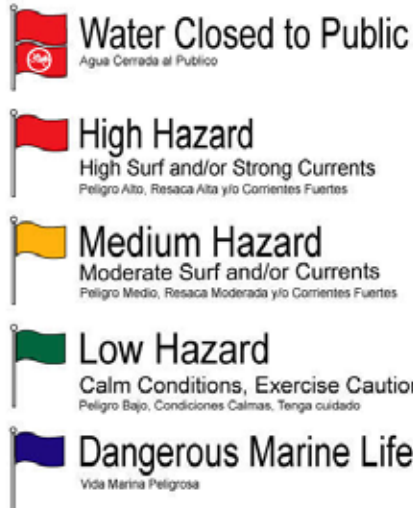 Water Closed to Public
Agua Cerrada al Publico
High Hazard
High Surf and/or Strong Currents
Peligro Alto, Resaca Alta y/o Corrientes Fuertes
Medium Hazard
Moderate Surf and/or Currents
Peligro Medio, Resaca Moderada y/o Corrientes Fuertes
Low Hazard
Calm Conditions, Exercise Caution
Peligro Bajo, Condiciones Calmas, Tenga cuidado
Dangerous Marine Life
Vida Marina Peligrosa